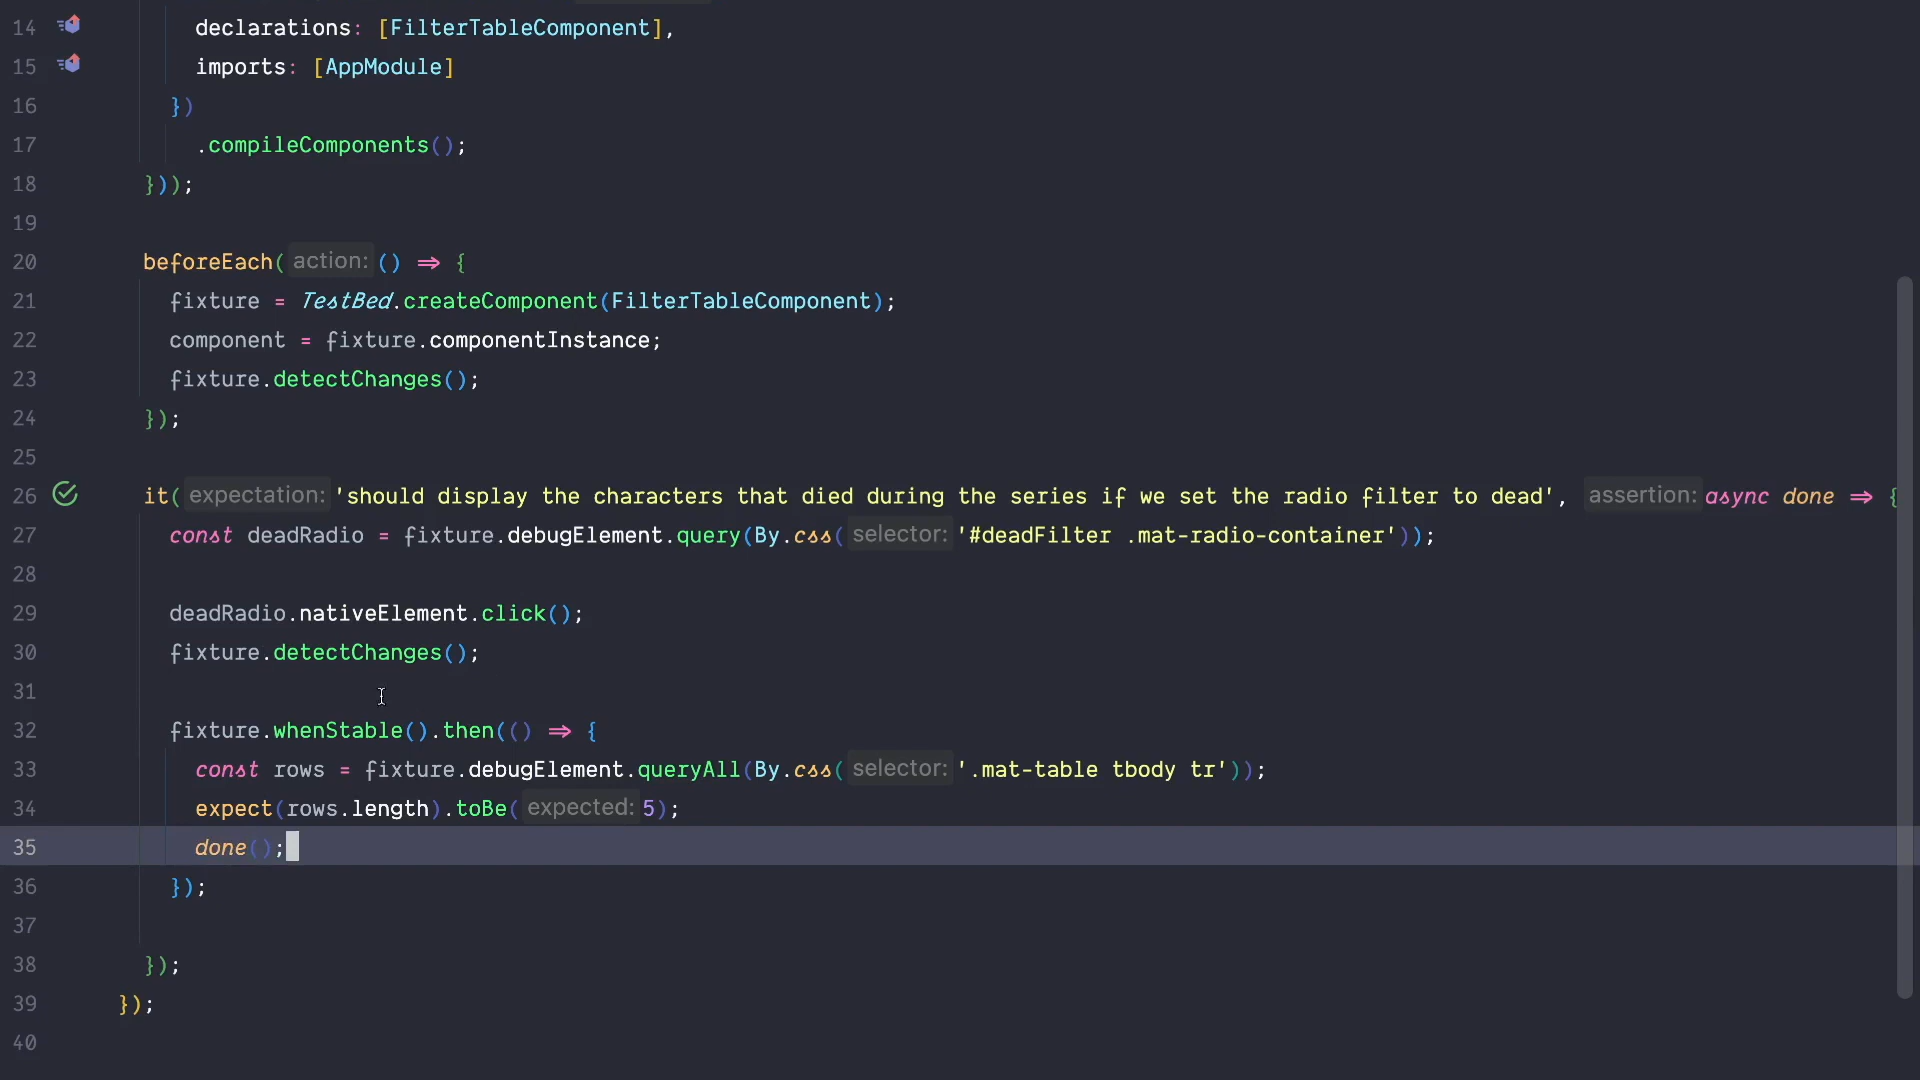 14 declarations: [FilterTableComponent],
15 imports: [AppModule]
16 })
17 .compileComponents();
18 }));
19
20 beforeEach( action: () => {
21 fixture = TestBed.createComponent(FilterTableComponent);
22 component = fixture.componentInstance;
23 fixture.detectChanges();
24 });
25
26 it( expectation: 'should display the characters that died during the series if we set the radio filter to dead', assertion: async done => {
27 const deadRadio = fixture.debugElement.query(By.css( selector: '#deadFilter .mat-radio-container'));
28
29 deadRadio.nativeElement.click();
30 fixture.detectChanges();
31
32 fixture.whenStable().then(() => {
33 const rows = fixture.debugElement.queryAll(By.css( selector: '.mat-table tbody tr'));
34 expect(rows.length).toBe( expected: 5);
35 done();
36 });
37
38 });
39 });
40